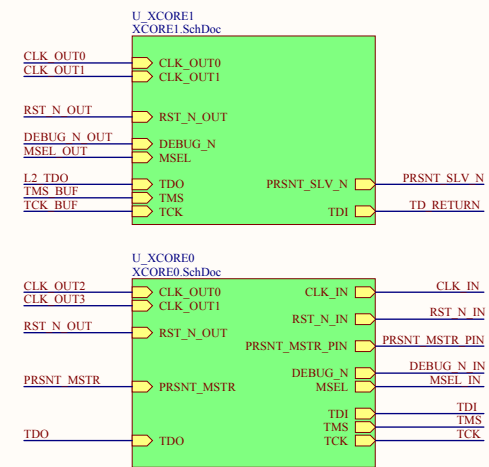 U_XCORE1
XCORE1.SchDoc
CLK_OUT0 CLK_OUT0
CLK_OUT1 CLK_OUT1
RST_N_OUT RST_N_OUT
DEBUG_N_OUT DEBUG_N
MSEL_OUT MSEL
L2_TDO TDO PRSNT_SLV_N PRSNT_SLV_N
TMS_BUF TMS
TCK_BUF TCK TDI TD_RETURN
U_XCORE0
XCORE0.SchDoc
CLK_OUT2 CLK_OUT0 CLK_IN CLK_IN
CLK_OUT3 CLK_OUT1
RST_N_IN RST_N_IN
RST_N_OUT RST_N_OUT
PRSNT_MSTR_PIN PRSNT_MSTR_PIN
DEBUG_N DEBUG_N_IN
PRSNT_MSTR PRSNT_MSTR MSEL MSEL_IN
TDI TDI
TMS TMS
TDO TDO TCK TCK